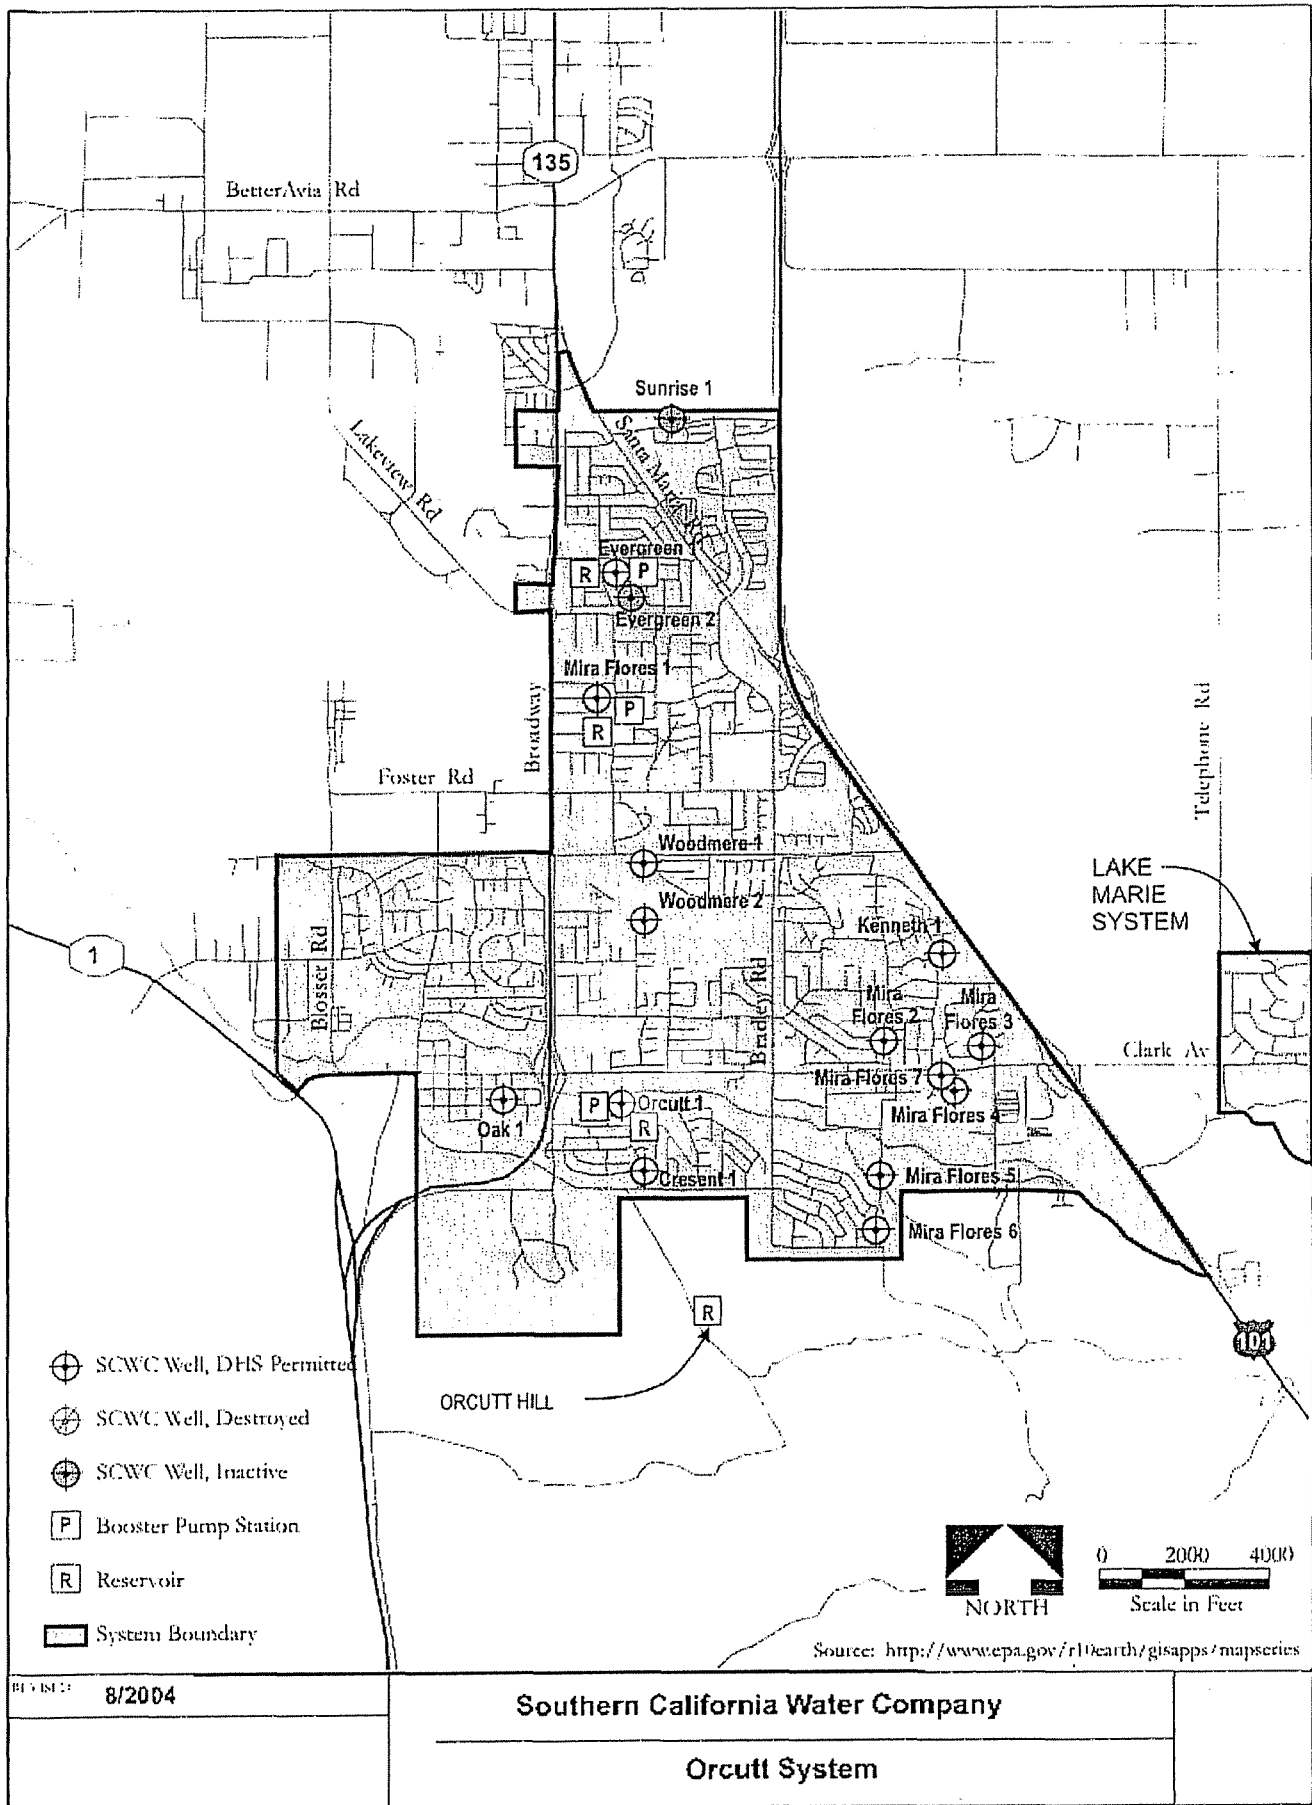 135
BetterAvia Rd
Sunrise 1
Lakeview Rd
Santa Maria
Evergreen
R
P
Evergreen 2
Mira Flores 1
P
R
Broadway
Telephone Rd
Foster Rd
Woodmere 1
LAKE
MARIE
SYSTEM
Woodmere 2
Kenneth 1
1
Blosser Rd
Bradley Rd
Mira
Flores 2
Mira
Flores 3
Clark Av
Mira Flores 7
Mira Flores 4
P
Orcutt 1
R
Oak 1
Cresent 1
Mira Flores 5
Mira Flores 6
R
101
ORCUTT HILL
SCWC Well, DHS Permitted
SCWC Well, Destroyed
SCWC Well, Inactive
P Booster Pump Station
R Reservoir
System Boundary
NORTH
0 2000 4000
Scale in Feet
Source: http://www.epa.gov/r10earth/gisapps/mapseries
8/2004
Southern California Water Company
Orcutt System